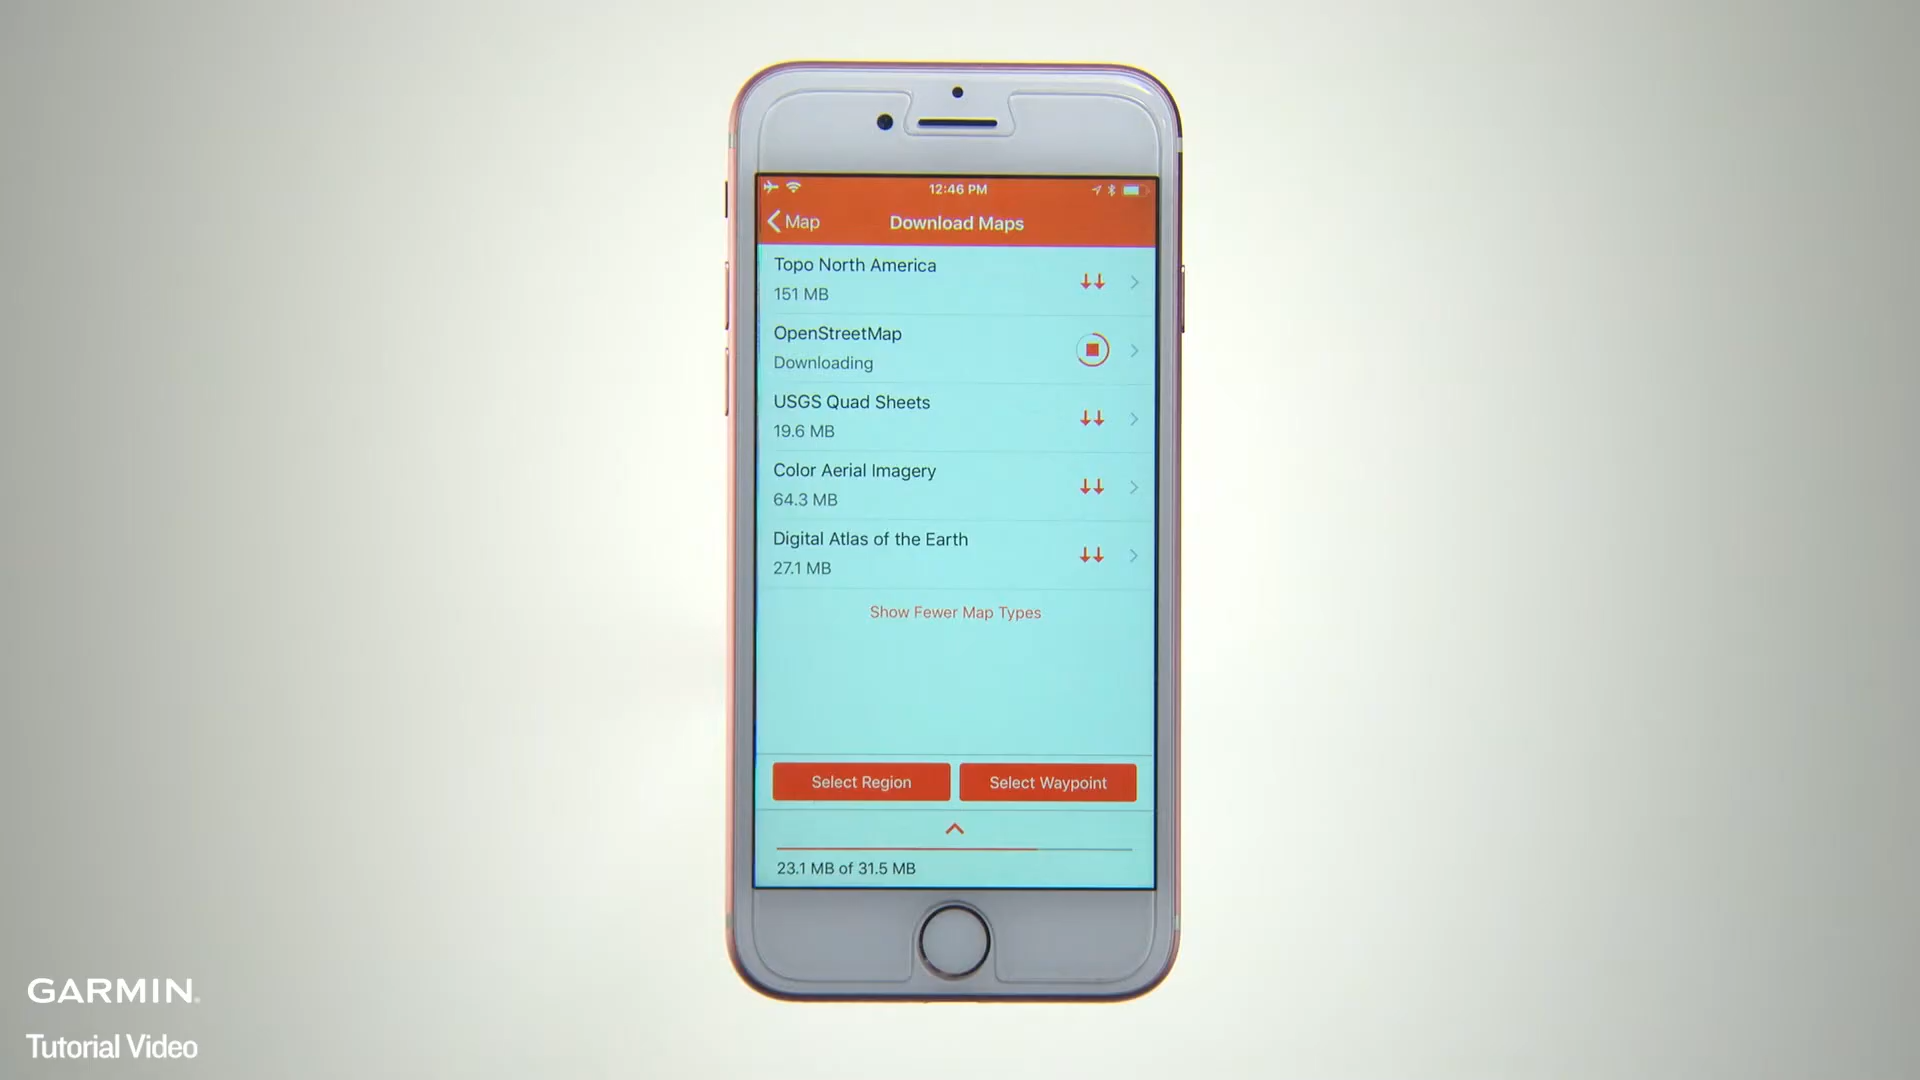 12:46 PM
Map
Download Maps
Topo North America
151 MB
OpenStreetMap
Downloading
USGS Quad Sheets
19.6 MB
Color Aerial Imagery
64.3 MB
Digital Atlas of the Earth
27.1 MB
Show Fewer Map Types
Select Region
Select Waypoint
23.1 MB of 31.5 MB
GARMIN.
Tutorial Video